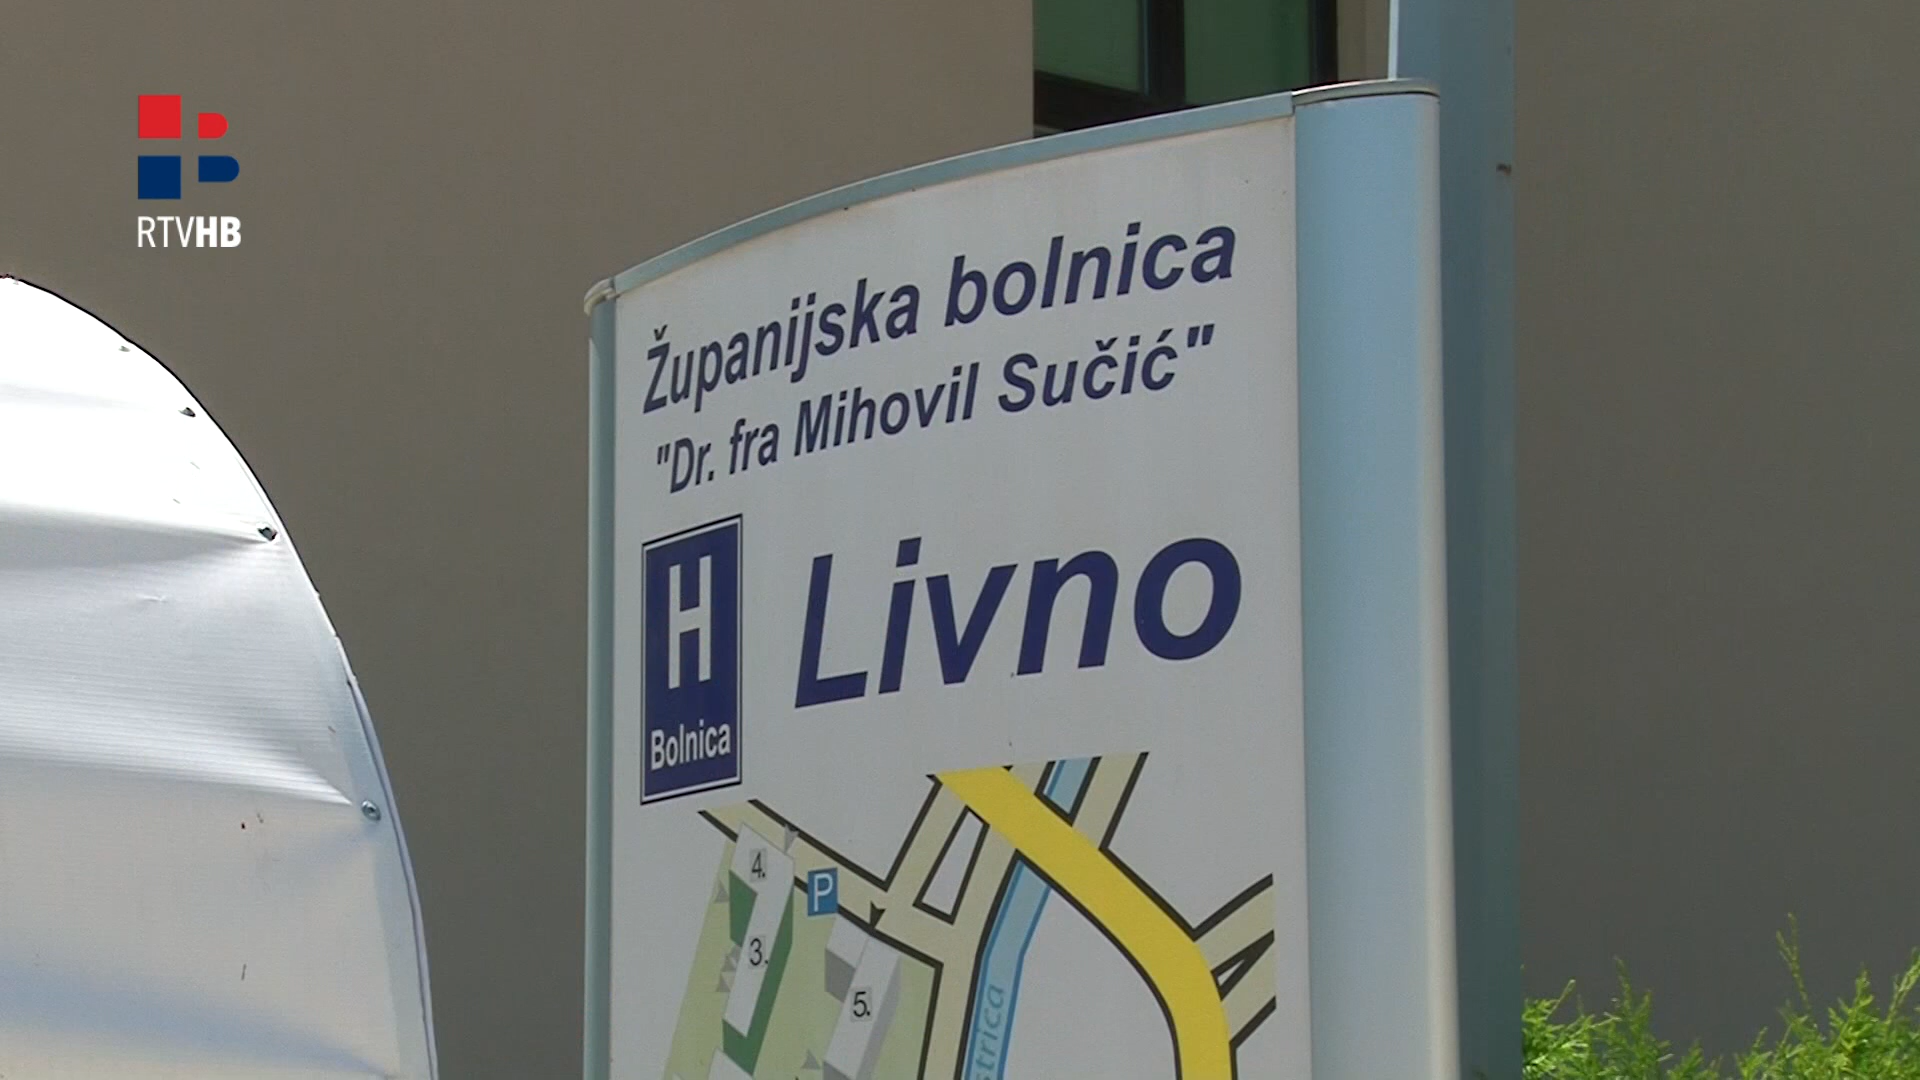 RTVHB
Županijska bolnica
"Dr. fra Mihovil Sučić"
H
Livno
Bolnica
4.
P
3.
5.